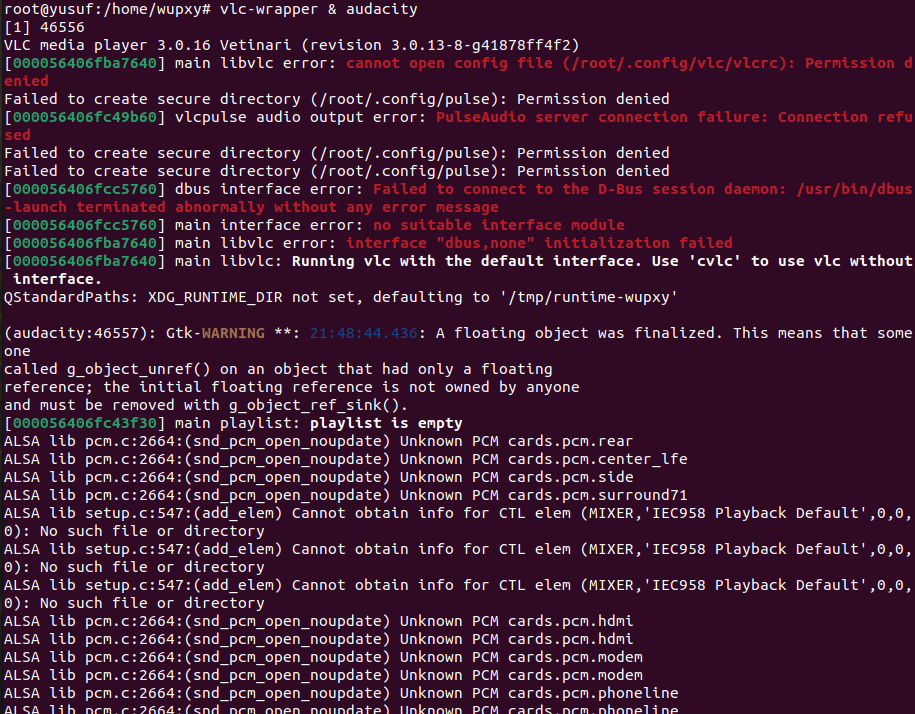 root@yusuf:/home/wupxy# vlc-wrapper & audacity
[1] 46556
VLC media player 3.0.16 Vetinari (revision 3.0.13-8-g41878ff4f2)
[000056406fba7640] main libvlc error: cannot open config file (/root/.config/vlc/vlcrc): Permission d
enied
Failed to create secure directory (/root/.config/pulse): Permission denied
[000056406fc49b60] vlcpulse audio output error: PulseAudio server connection failure: Connection refu
sed
Failed to create secure directory (/root/.config/pulse): Permission denied
Failed to create secure directory (/root/.config/pulse): Permission denied
[000056406fcc5760] dbus interface error: Failed to connect to the D-Bus session daemon: /usr/bin/dbus
-launch terminated abnormally without any error message
[000056406fcc5760] main interface error: no suitable interface module
[000056406fba7640] main libvlc error: interface "dbus,none" initialization failed
[000056406fba7640] main libvlc: Running vlc with the default interface. Use 'cvlc' to use vlc without
 interface.
QStandardPaths: XDG_RUNTIME_DIR not set, defaulting to '/tmp/runtime-wupxy'

(audacity:46557): Gtk-WARNING **: 21:48:44.436: A floating object was finalized. This means that some
one
called g_object_unref() on an object that had only a floating
reference; the initial floating reference is not owned by anyone
and must be removed with g_object_ref_sink().
[000056406fc43f30] main playlist: playlist is empty
ALSA lib pcm.c:2664:(snd_pcm_open_noupdate) Unknown PCM cards.pcm.rear
ALSA lib pcm.c:2664:(snd_pcm_open_noupdate) Unknown PCM cards.pcm.center_lfe
ALSA lib pcm.c:2664:(snd_pcm_open_noupdate) Unknown PCM cards.pcm.side
ALSA lib pcm.c:2664:(snd_pcm_open_noupdate) Unknown PCM cards.pcm.surround71
ALSA lib setup.c:547:(add_elem) Cannot obtain info for CTL elem (MIXER,'IEC958 Playback Default',0,0,
0): No such file or directory
ALSA lib setup.c:547:(add_elem) Cannot obtain info for CTL elem (MIXER,'IEC958 Playback Default',0,0,
0): No such file or directory
ALSA lib setup.c:547:(add_elem) Cannot obtain info for CTL elem (MIXER,'IEC958 Playback Default',0,0,
0): No such file or directory
ALSA lib pcm.c:2664:(snd_pcm_open_noupdate) Unknown PCM cards.pcm.hdmi
ALSA lib pcm.c:2664:(snd_pcm_open_noupdate) Unknown PCM cards.pcm.hdmi
ALSA lib pcm.c:2664:(snd_pcm_open_noupdate) Unknown PCM cards.pcm.modem
ALSA lib pcm.c:2664:(snd_pcm_open_noupdate) Unknown PCM cards.pcm.modem
ALSA lib pcm.c:2664:(snd_pcm_open_noupdate) Unknown PCM cards.pcm.phoneline
ALSA lib pcm.c:2664:(snd_pcm_open_noupdate) Unknown PCM cards.pcm.phoneline